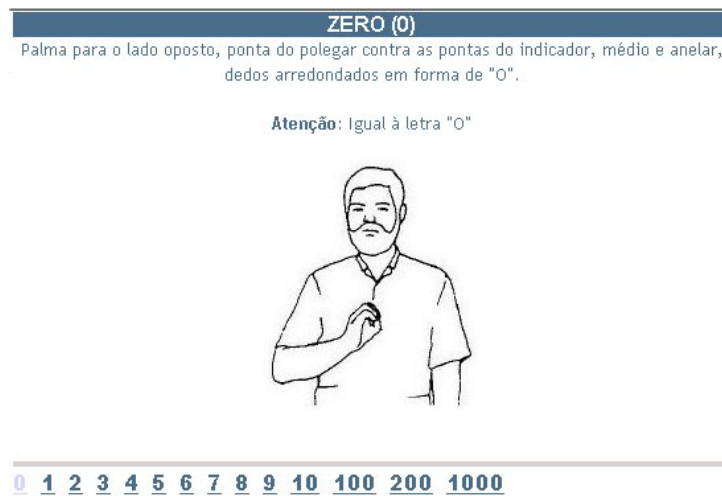 ZERO (0)
Palma para o lado oposto, ponta do polegar contra as pontas do indicador, médio e anelar,
dedos arredondados em forma de "O".
Atenção: Igual à letra "O"
0 1 2 3 4 5 6 7 8 9 10 100 200 1000